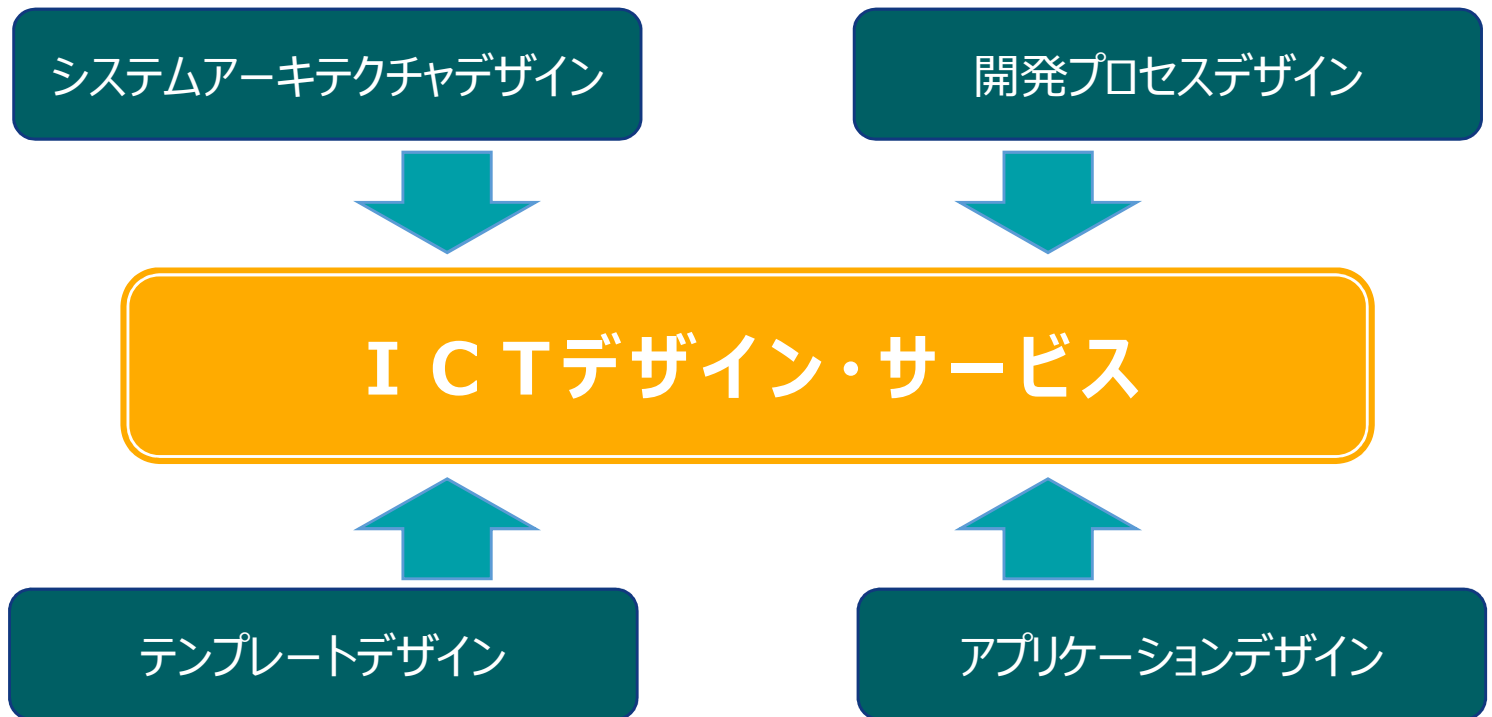 システムアーキテクチャデザイン
開発プロセスデザイン
ＩＣＴデザイン・サービス
テンプレートデザイン
アプリケーションデザイン